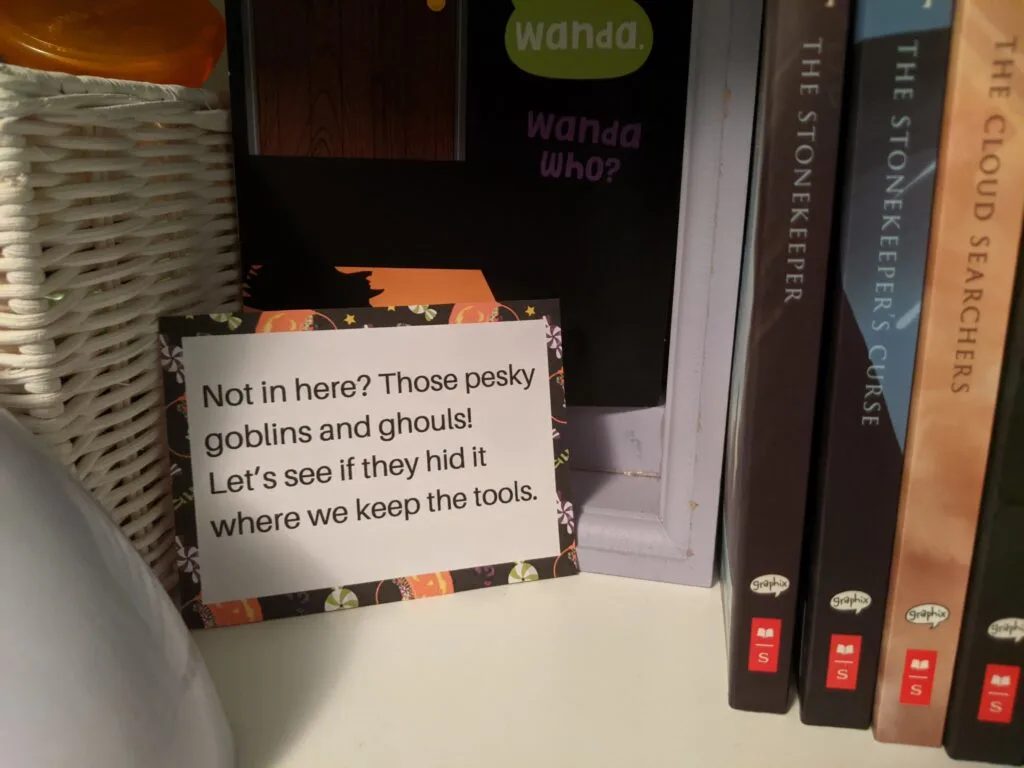 Wanda.
Wanda
who?
Not in here? Those pesky
goblins and ghouls!
Let's see if they hid it
where we keep the tools.
THE STONEKEEPER
THE STONEKEEPER'S CURSE
THE CLOUD SEARCHERS
graphix
S
graphix
S
graphix
S
graphix
S